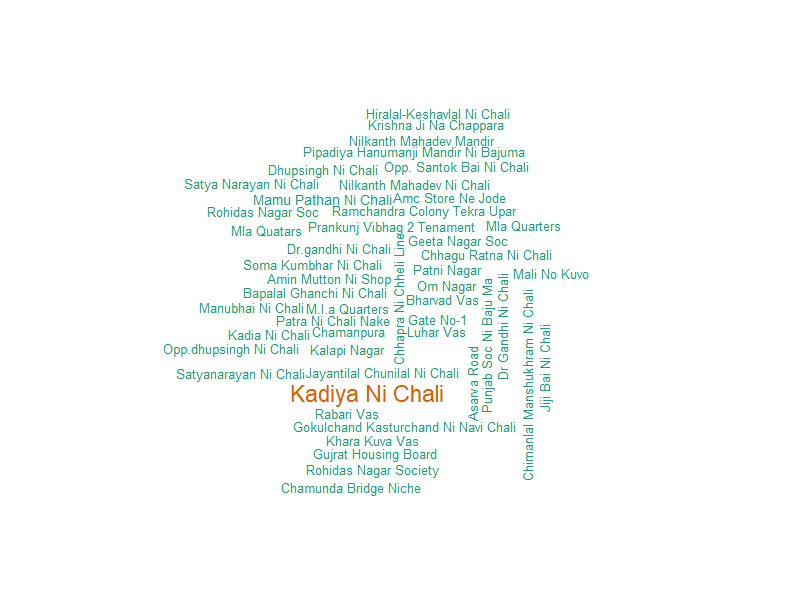 Hiralal-Keshavlal Ni Chali
Krishna Ji Na Chappara
Nilkanth Mahadev Mandir
Pipadiya Hanumanji Mandir Ni Bajuma
Dhupsingh Ni Chali
Opp. Santok Bai Ni Chali
Satya Narayan Ni Chali
Nilkanth Mahadev Ni Chali
Mamu Pathan Ni Chali
Amc Store Ne Jode
Rohidas Nagar Soc
Ramchandra Colony Tekra Upar
Mla Quatars
Prankunj Vibhag 2 Tenament
Mla Quarters
Geeta Nagar Soc
Dr.gandhi Ni Chali
Chhagu Ratna Ni Chali
Soma Kumbhar Ni Chali
Patni Nagar
Mali No Kuvo
Amin Mutton Ni Shop
Om Nagar
Bapalal Ghanchi Ni Chali
Bharvad Vas
Manubhai Ni Chali
M.l.a Quarters
Patra Ni Chali Nake
Gate No-1
Kadia Ni Chali
Chamanpura
Luhar Vas
Opp.dhupsingh Ni Chali
Kalapi Nagar
Chhapra Ni Chheli Line
Asarva Road
Punjab Soc Ni Baju Ma
Dr Gandhi Ni Chali
Chimanlal Manshukhram Ni Chali
Jiji Bai Ni Chali
Satyanarayan Ni Chali
Jayantilal Chunilal Ni Chali
Kadiya Ni Chali
Rabari Vas
Gokulchand Kasturchand Ni Navi Chali
Khara Kuva Vas
Gujrat Housing Board
Rohidas Nagar Society
Chamunda Bridge Niche